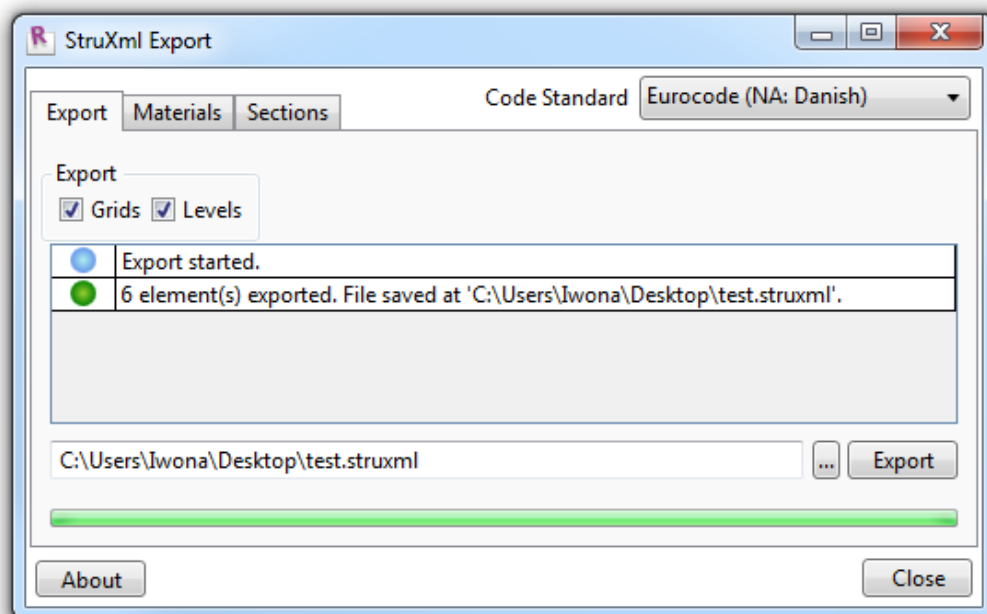 R StruXml Export
Code Standard Eurocode (NA: Danish)
Export Materials Sections
Export
Grids Levels
Export started.
6 element(s) exported. File saved at 'C:\Users\Iwona\Desktop\test.struxml'.
C:\Users\Iwona\Desktop\test.struxml ... Export
About Close